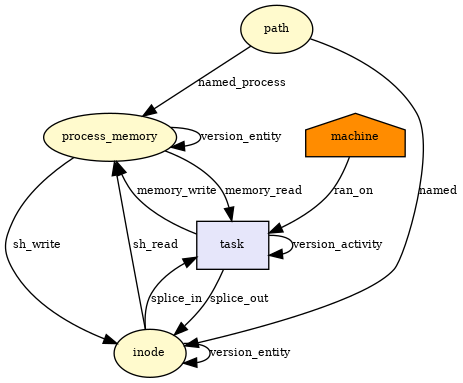 path
named_process
process_memory
version_entity
machine
memory_write
memory_read
ran_on
named
sh_write
sh_read
task
version_activity
splice_in
splice_out
inode
version_entity